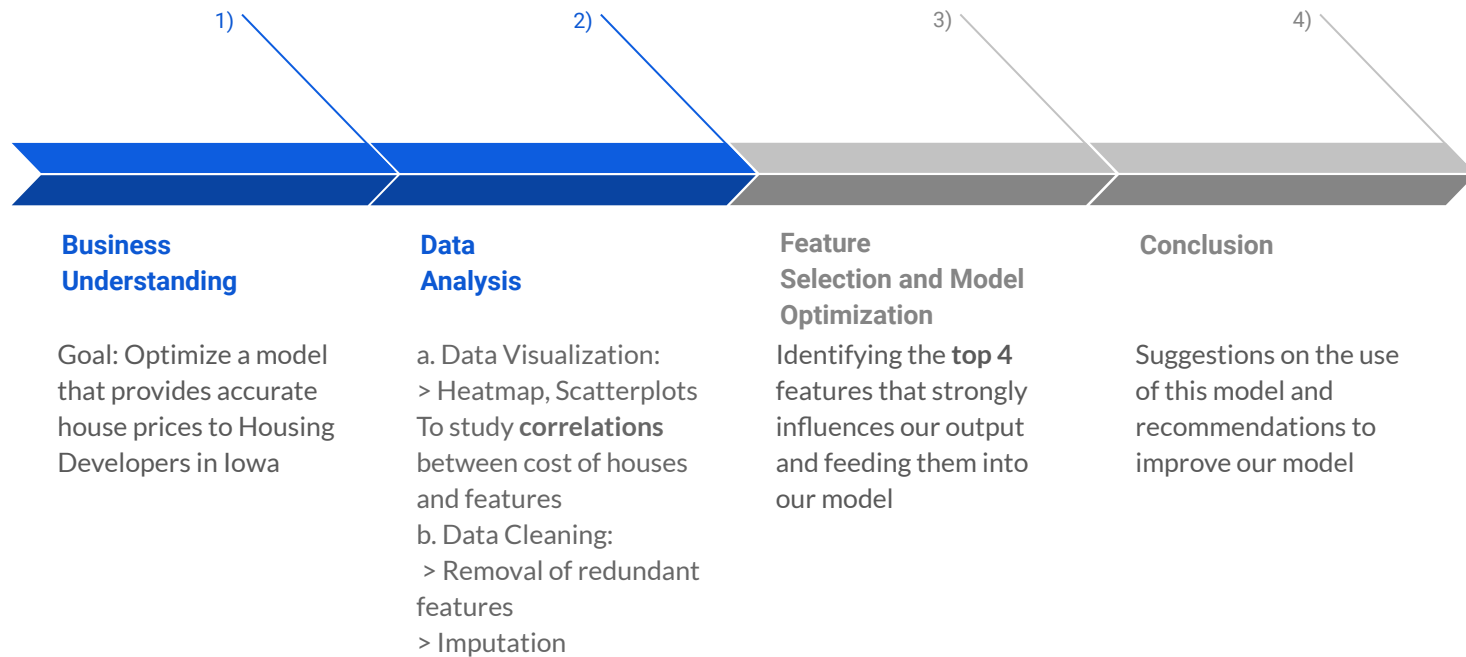 1)
2)
3)
4)
Business
Understanding
Goal: Optimize a model
that provides accurate
house prices to Housing
Developers in Iowa
Data
Analysis
a. Data Visualization:
> Heatmap, Scatterplots
To study correlations
between cost of houses
and features
b. Data Cleaning:
> Removal of redundant
features
> Imputation
Feature
Selection and Model
Optimization
Identifying the top 4
features that strongly
influences our output
and feeding them into
our model
Conclusion
Suggestions on the use
of this model and
recommendations to
improve our model